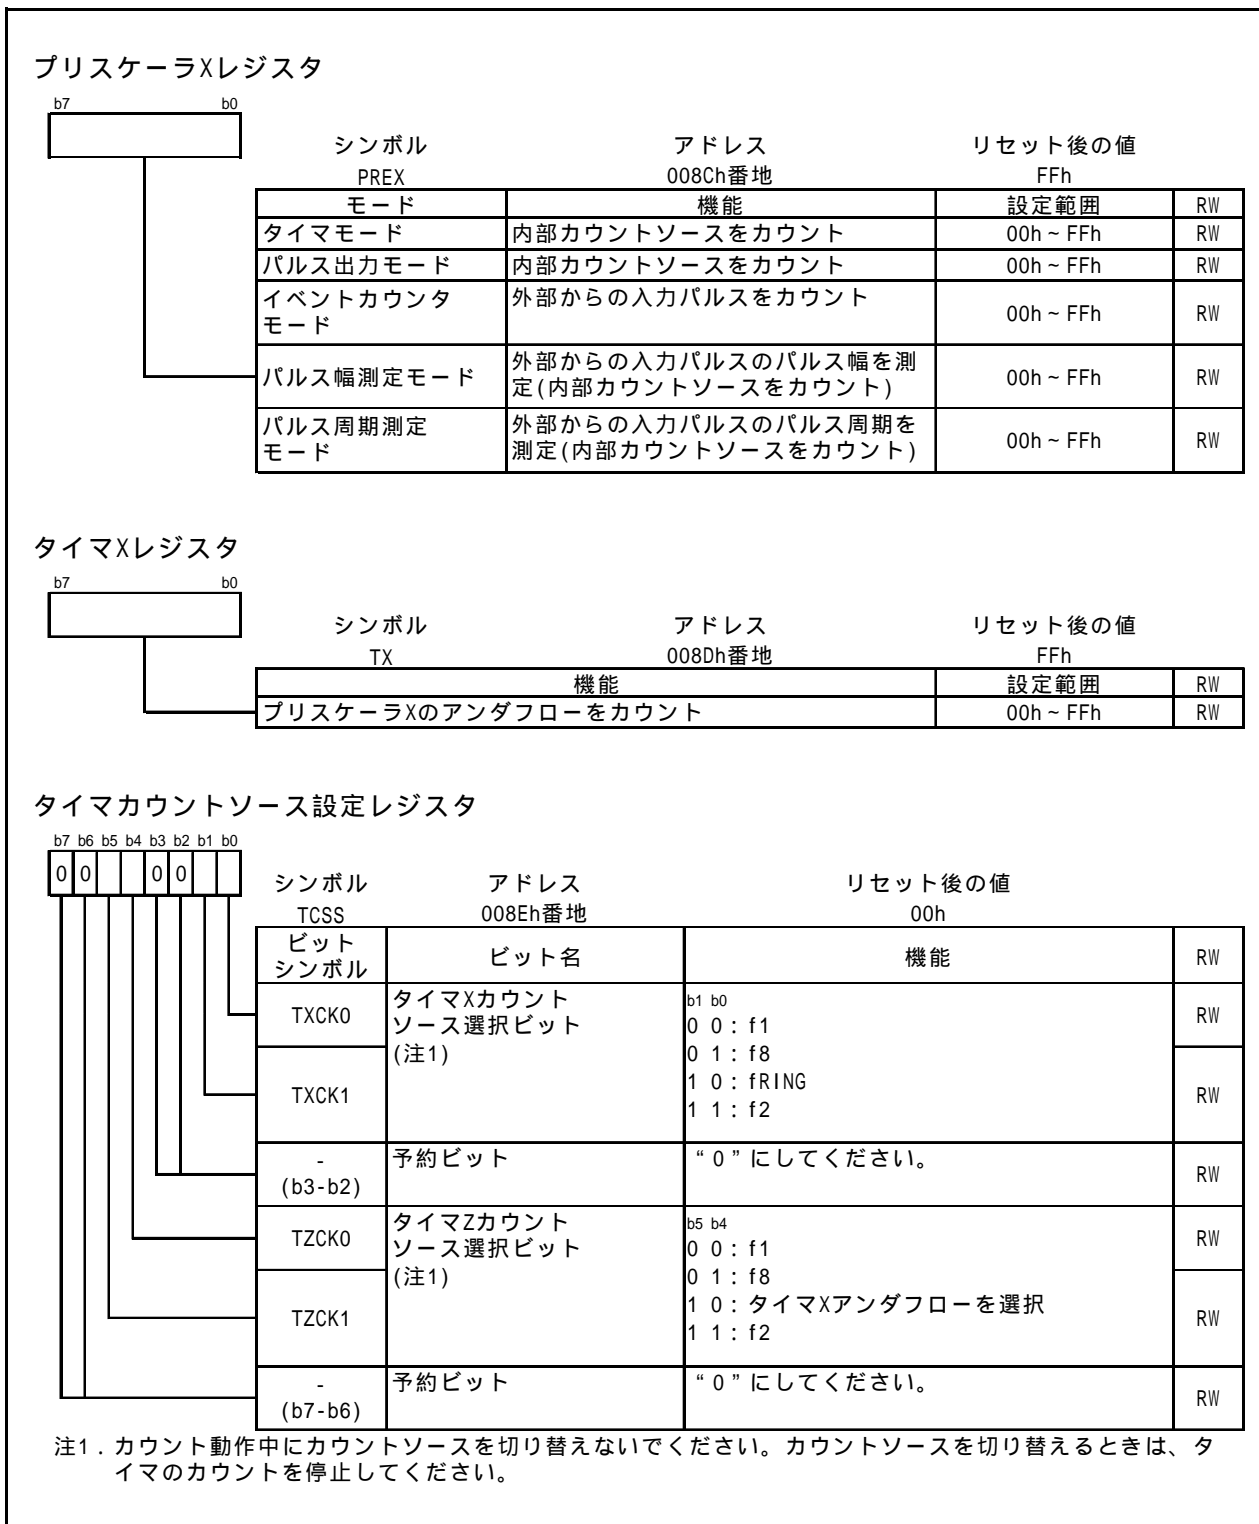 プリスケーラXレジスタ
b7 b0
シンボル アドレス リセット後の値
PREX 008Ch番地 FFh
モード 機能 設定範囲 RW
タイマモード 内部カウントソースをカウント 00h ~ FFh RW
パルス出力モード 内部カウントソースをカウント 00h ~ FFh RW
イベントカウンタ
モード
外部からの入力パルスをカウント 00h ~ FFh RW
パルス幅測定モード
外部からの入力パルスのパルス幅を測
定(内部カウントソースをカウント)
00h ~ FFh RW
パルス周期測定
モード
外部からの入力パルスのパルス周期を
測定(内部カウントソースをカウント)
00h ~ FFh RW
タイマXレジスタ
b7 b0
シンボル アドレス リセット後の値
TX 008Dh番地 FFh
機能 設定範囲 RW
プリスケーラXのアンダフローをカウント 00h ~ FFh RW
タイマカウントソース設定レジスタ
b7 b6 b5 b4 b3 b2 b1 b0
0 0 0 0
シンボル アドレス リセット後の値
TCSS 008Eh番地 00h
ビット
シンボル
ビット名 機能 RW
TXCK0
タイマXカウント
ソース選択ビット
(注1)
b1 b0
0 0 : f1
0 1 : f8
1 0 : fRING
1 1 : f2
RW
TXCK1 RW
-
(b3-b2)
予約ビット “0”にしてください。 RW
TZCK0
タイマZカウント
ソース選択ビット
(注1)
b5 b4
0 0 : f1
0 1 : f8
1 0 : タイマXアンダフローを選択
1 1 : f2
RW
TZCK1 RW
-
(b7-b6)
予約ビット “0”にしてください。 RW
注1. カウント動作中にカウントソースを切り替えないでください。カウントソースを切り替えるときは、タ
イマのカウントを停止してください。